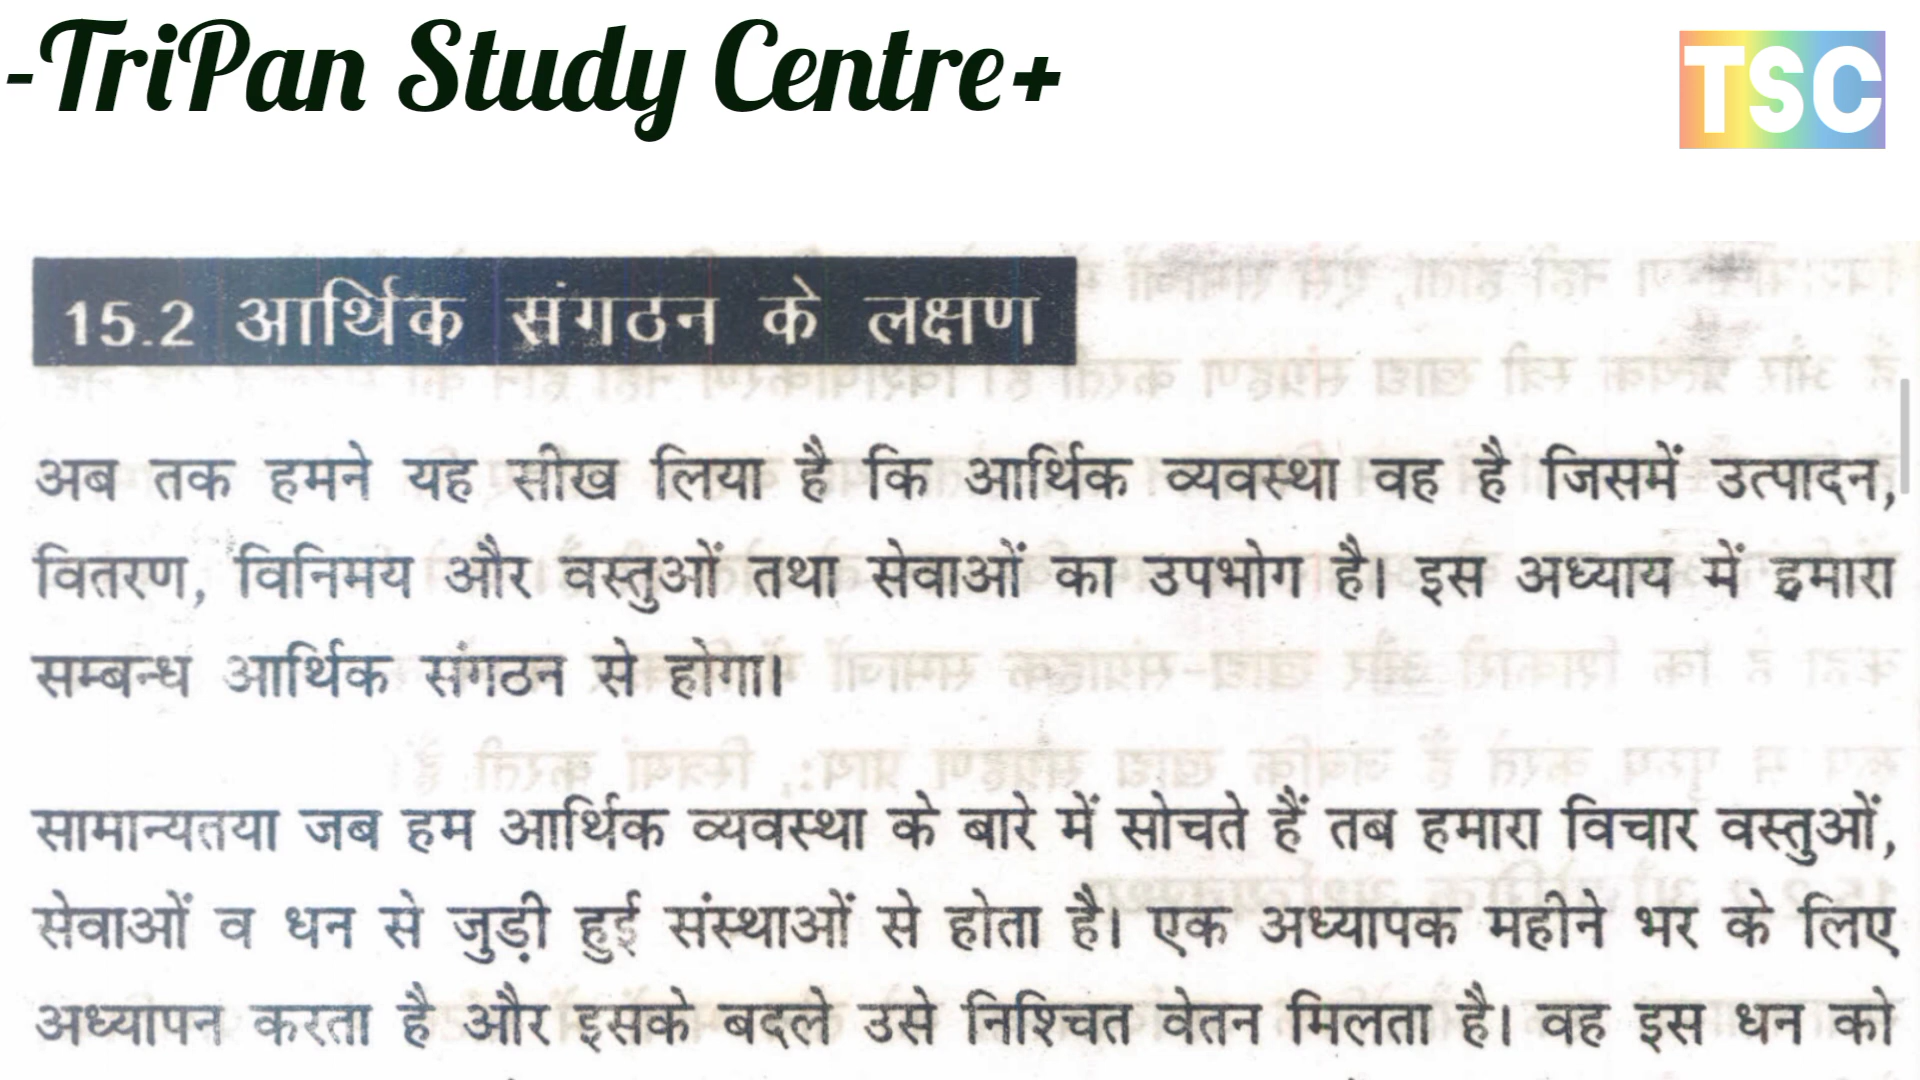 -TriPan Study Centre+
TSC
15.2 आर्थिक संगठन के लक्षण
अब तक हमने यह सीख लिया है कि आर्थिक व्यवस्था वह है जिसमें उत्पादन,
वितरण, विनिमय और वस्तुओं तथा सेवाओं का उपभोग है। इस अध्याय में हमारा
सम्बन्ध आर्थिक संगठन से होगा।
सामान्यतया जब हम आर्थिक व्यवस्था के बारे में सोचते हैं तब हमारा विचार वस्तुओं,
सेवाओं व धन से जुड़ी हुई संस्थाओं से होता है। एक अध्यापक महीने भर के लिए
अध्यापन करता है और इसके बदले उसे निश्चित वेतन मिलता है। वह इस धन को